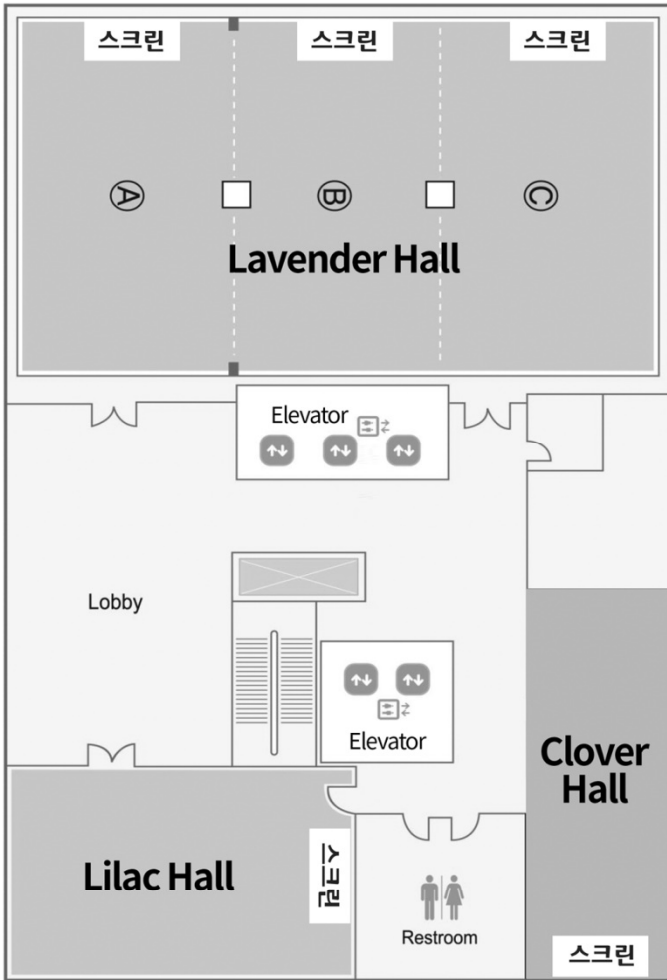 스크린
스크린
스크린
Ⓐ
Ⓑ
Ⓒ
Lavender Hall
Elevator
Lobby
Elevator
Clover
Hall
Lilac Hall
스크린
Restroom
스크린